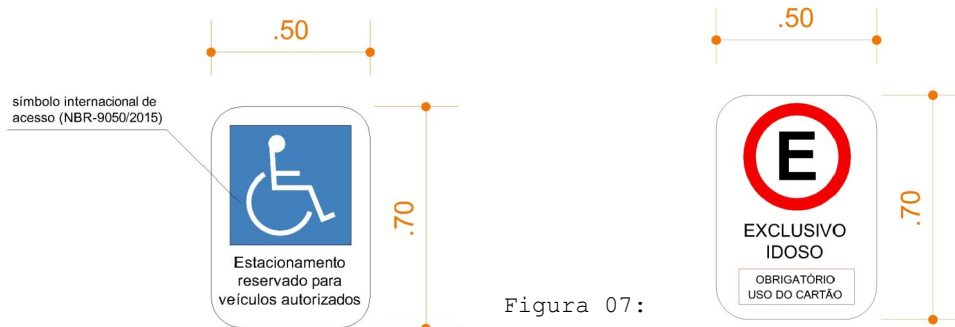 .50
símbolo internacional de
acesso (NBR-9050/2015)
.70
Estacionamento
reservado para
veículos autorizados
Figura 07:
.50
E
.70
EXCLUSIVO
IDOSO
OBRIGATÓRIO
USO DO CARTÃO